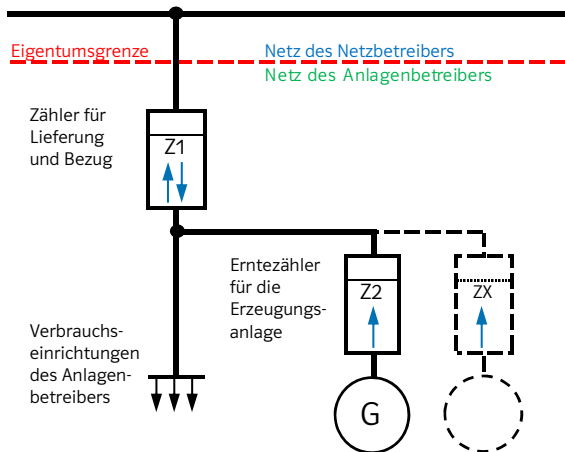 Eigentumsgrenze
Netz des Netzbetreibers
Netz des Anlagenbetreibers
Zähler für
Lieferung
und Bezug
Z1
Erntezähler
für die
Erzeugungs-
anlage
Z2
ZX
Verbrauchs-
einrichtungen
des Anlagen-
betreibers
G